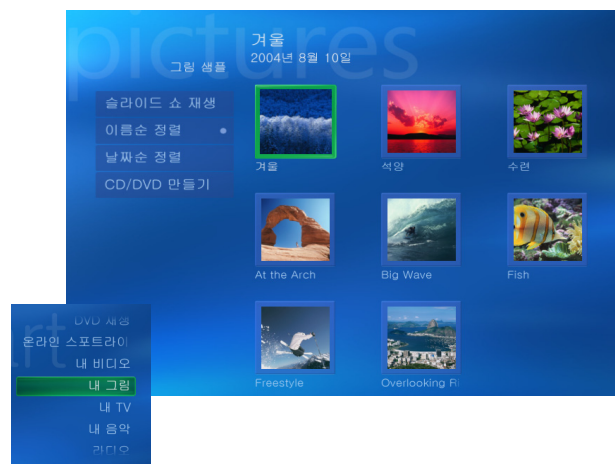 pictures
겨울
2004년 8월 10일
그림 샘플
슬라이드 쇼 재생
이름순 정렬
날짜순 정렬
CD/DVD 만들기
겨울
석양
수련
At the Arch
Big Wave
Fish
Freestyle
Overlooking Ri
DVD 재생
온라인 스포트라이
내 비디오
내 그림
내 TV
내 음악
라디오